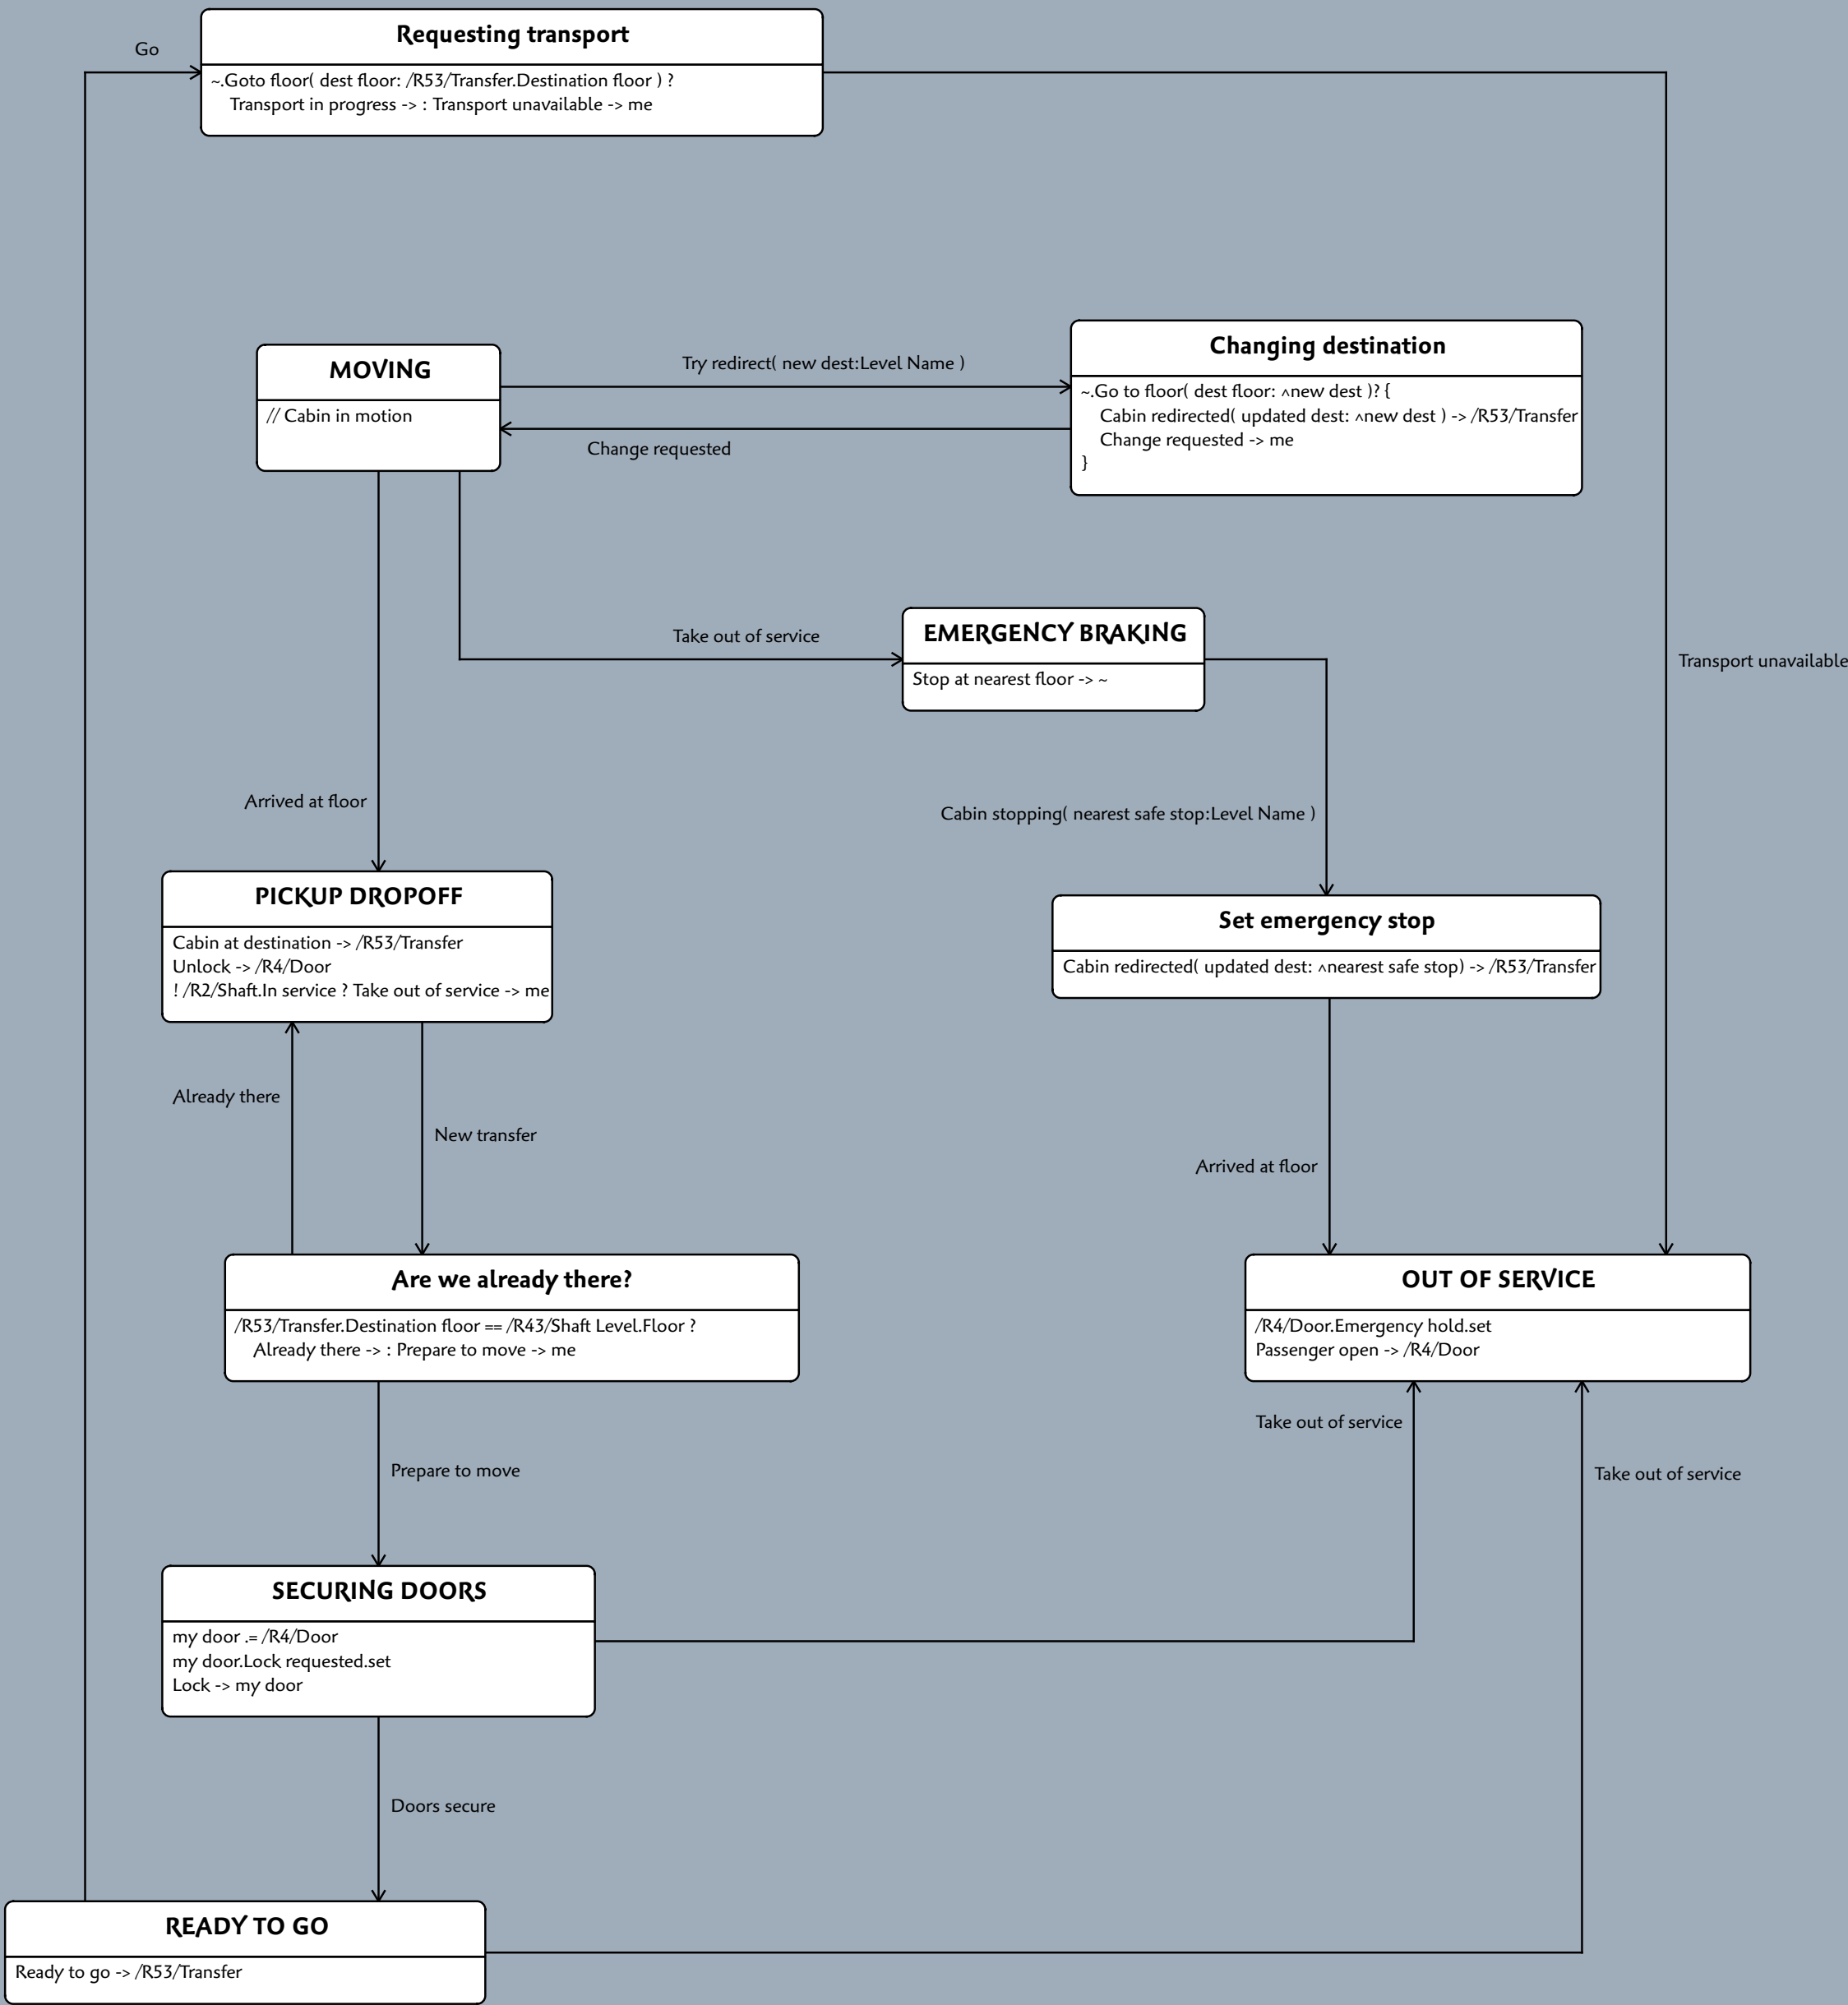 Go
Requesting transport
~.Goto floor( dest floor: /R53/Transfer.Destination floor ) ?
Transport in progress -> : Transport unavailable -> me
MOVING
// Cabin in motion
Try redirect( new dest:Level Name )
Change requested
Changing destination
~.Go to floor( dest floor: ^new dest )? {
Cabin redirected( updated dest: ^new dest ) -> /R53/Transfer
Change requested -> me
}
Take out of service
EMERGENCY BRAKING
Stop at nearest floor -> ~
Transport unavailable
Arrived at floor
Cabin stopping( nearest safe stop:Level Name )
PICKUP DROPOFF
Cabin at destination -> /R53/Transfer
Unlock -> /R4/Door
! /R2/Shaft.In service ? Take out of service -> me
Set emergency stop
Cabin redirected( updated dest: ^nearest safe stop) -> /R53/Transfer
Already there
New transfer
Arrived at floor
Are we already there?
/R53/Transfer.Destination floor == /R43/Shaft Level.Floor ?
Already there -> : Prepare to move -> me
OUT OF SERVICE
/R4/Door.Emergency hold.set
Passenger open -> /R4/Door
Take out of service
Prepare to move
Take out of service
SECURING DOORS
my door .= /R4/Door
my door.Lock requested.set
Lock -> my door
Doors secure
READY TO GO
Ready to go -> /R53/Transfer